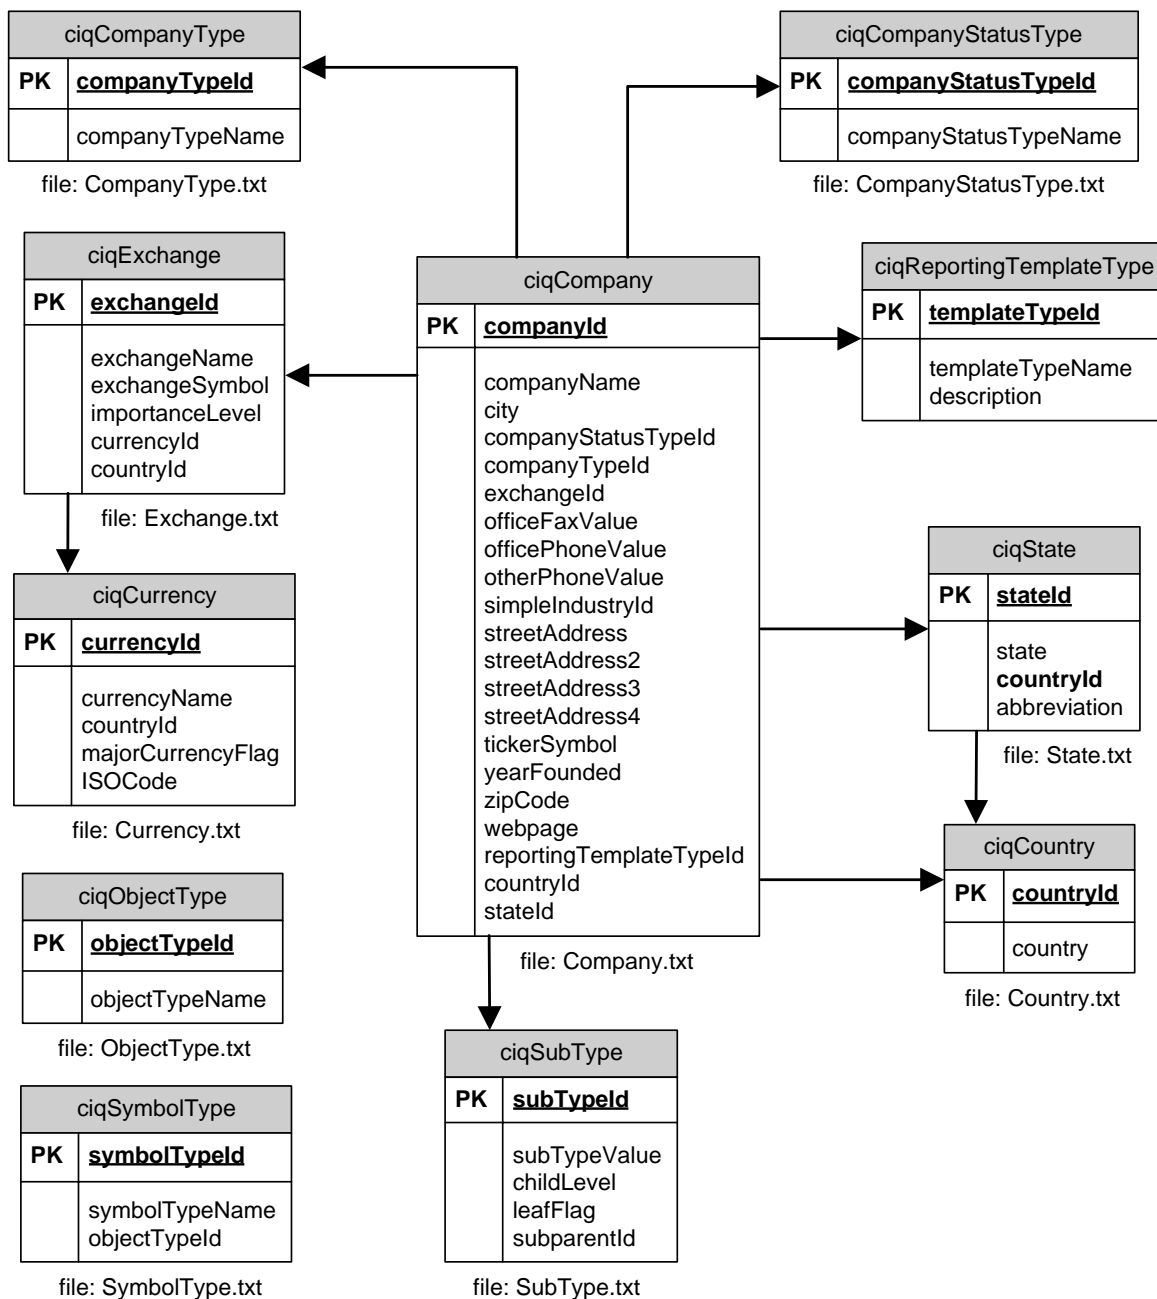 ciqCompanyType
PK companyTypeId
companyTypeName
file: CompanyType.txt
ciqCompanyStatusType
PK companyStatusTypeId
companyStatusTypeName
file: CompanyStatusType.txt
ciqExchange
PK exchangeId
exchangeName
exchangeSymbol
importanceLevel
currencyId
countryId
file: Exchange.txt
ciqCompany
PK companyId
companyName
city
companyStatusTypeId
companyTypeId
exchangeId
officeFaxValue
officePhoneValue
otherPhoneValue
simpleIndustryId
streetAddress
streetAddress2
streetAddress3
streetAddress4
tickerSymbol
yearFounded
zipCode
webpage
reportingTemplateTypeId
countryId
stateId
file: Company.txt
ciqReportingTemplateType
PK templateTypeId
templateTypeName
description
ciqState
PK stateId
state
countryId
abbreviation
file: State.txt
ciqCurrency
PK currencyId
currencyName
countryId
majorCurrencyFlag
ISOCode
file: Currency.txt
ciqCountry
PK countryId
country
file: Country.txt
ciqObjectType
PK objectTypeId
objectTypeName
file: ObjectType.txt
ciqSubType
PK subTypeId
subTypeValue
childLevel
leafFlag
subparentId
file: SubType.txt
ciqSymbolType
PK symbolTypeId
symbolTypeName
objectTypeId
file: SymbolType.txt